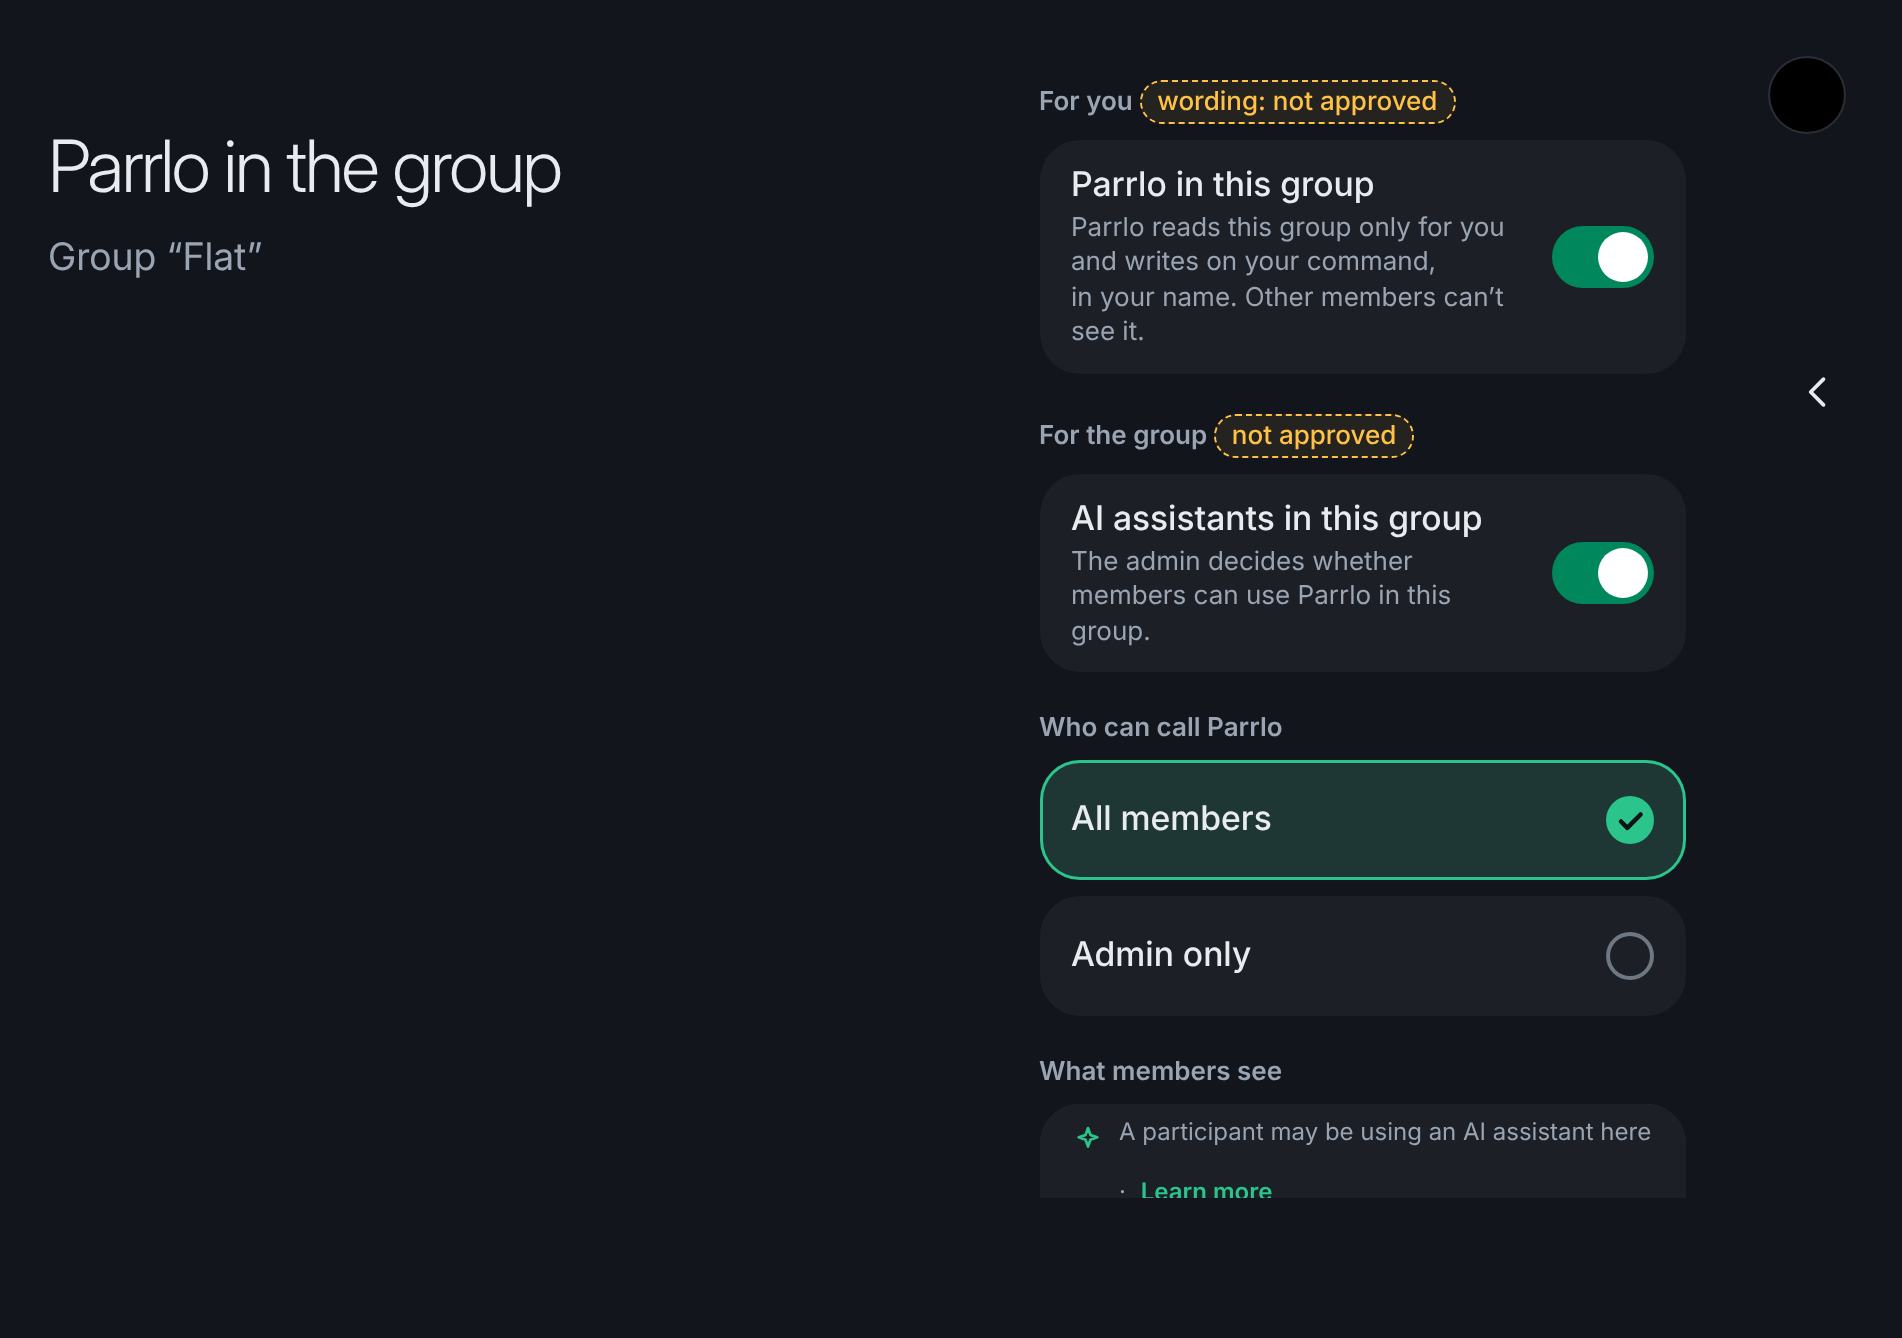 Parrlo in the group
Group “Flat”
For you wording: not approved
Parrlo in this group
Parrlo reads this group only for you
and writes on your command,
in your name. Other members can’t
see it.
For the group not approved
AI assistants in this group
The admin decides whether
members can use Parrlo in this
group.
Who can call Parrlo
All members
Admin only
What members see
A participant may be using an AI assistant here
· Learn more